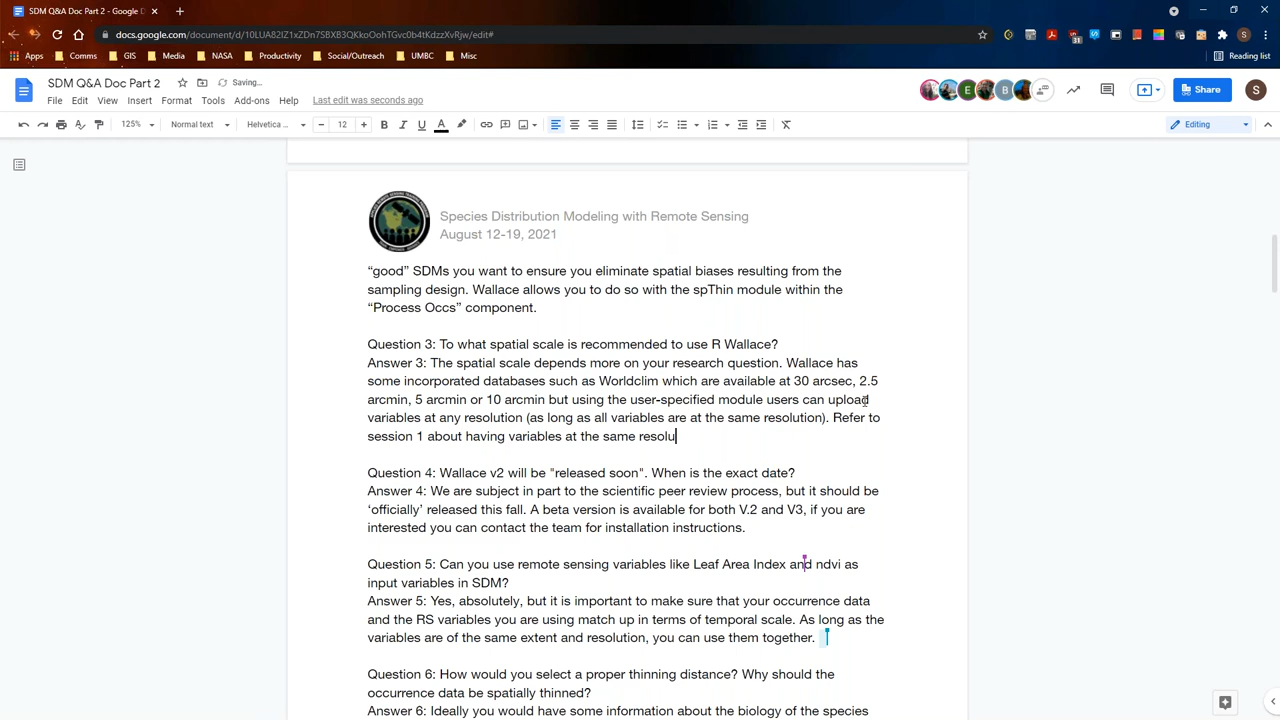 SDM Q&A Doc Part 2 - Google D
docs.google.com/document/d/10LUA82IZ1xZDn7SBX83QKkoOohTGvc0b4tKdzzXvRjw/edit#
Apps Comms GIS Media NASA Productivity Social/Outreach UMBC Misc Reading list
SDM Q&A Doc Part 2 Saving...
File Edit View Insert Format Tools Add-ons Help Last edit was seconds ago
E B Share S
125% Normal text Helvetica ... 12 B I U A Editing
Species Distribution Modeling with Remote Sensing
August 12-19, 2021
“good” SDMs you want to ensure you eliminate spatial biases resulting from the
sampling design. Wallace allows you to do so with the spThin module within the
“Process Occs” component.
Question 3: To what spatial scale is recommended to use R Wallace?
Answer 3: The spatial scale depends more on your research question. Wallace has
some incorporated databases such as Worldclim which are available at 30 arcsec, 2.5
arcmin, 5 arcmin or 10 arcmin but using the user-specified module users can upload
variables at any resolution (as long as all variables are at the same resolution). Refer to
session 1 about having variables at the same resolu
Question 4: Wallace v2 will be "released soon". When is the exact date?
Answer 4: We are subject in part to the scientific peer review process, but it should be
‘officially’ released this fall. A beta version is available for both V.2 and V3, if you are
interested you can contact the team for installation instructions.
Question 5: Can you use remote sensing variables like Leaf Area Index and ndvi as
input variables in SDM?
Answer 5: Yes, absolutely, but it is important to make sure that your occurrence data
and the RS variables you are using match up in terms of temporal scale. As long as the
variables are of the same extent and resolution, you can use them together.
Question 6: How would you select a proper thinning distance? Why should the
occurrence data be spatially thinned?
Answer 6: Ideally you would have some information about the biology of the species